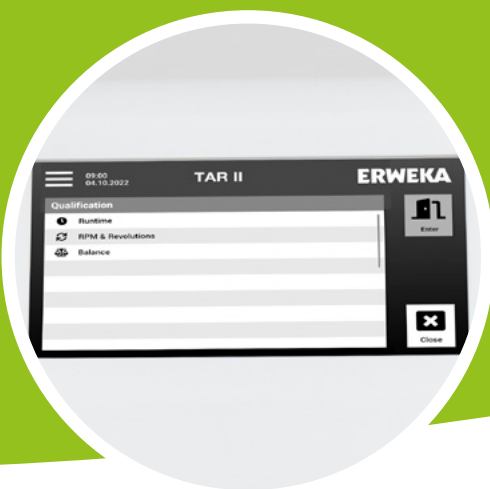 09:00
04.10.2022
TAR II
ERWEKA
Qualification
Runtime
RPM & Revolutions
Balance
Enter
Close